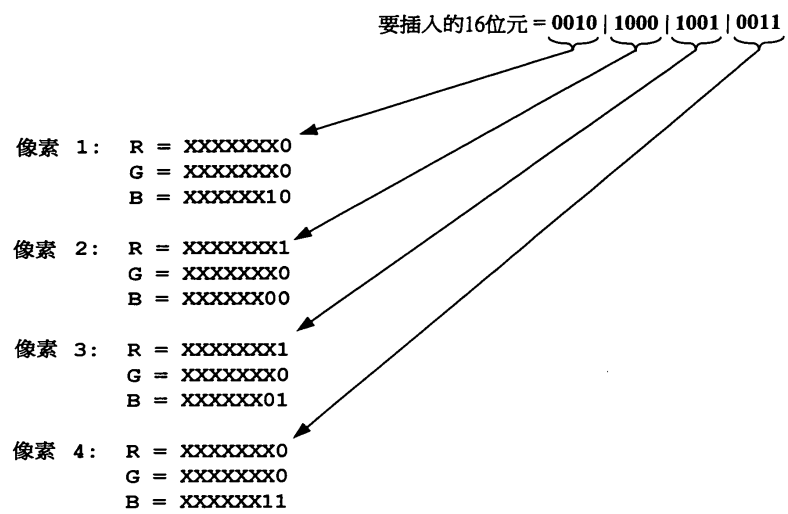 要插入的16位元 = 0010 | 1000 | 1001 | 0011
像素 1: R = XXXXXXX0
G = XXXXXXX0
B = XXXXXX10
像素 2: R = XXXXXXX1
G = XXXXXXX0
B = XXXXXX00
像素 3: R = XXXXXXX1
G = XXXXXXX0
B = XXXXXX01
像素 4: R = XXXXXXX0
G = XXXXXXX0
B = XXXXXX11